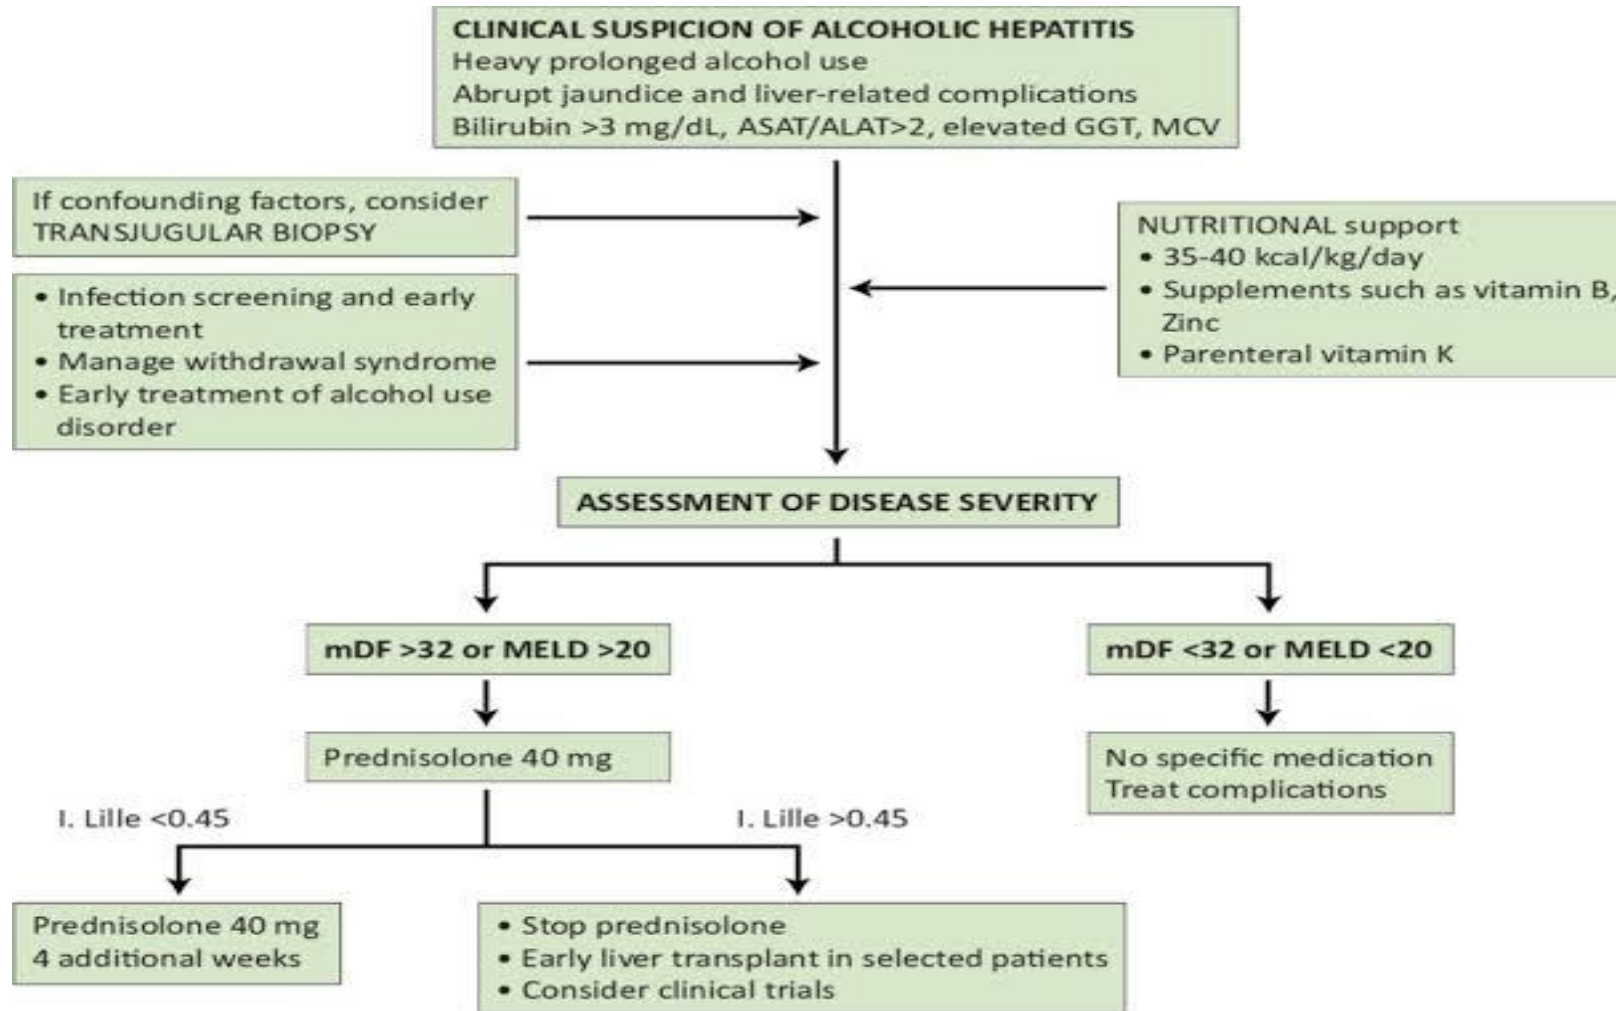 CLINICAL SUSPICION OF ALCOHOLIC HEPATITIS
Heavy prolonged alcohol use
Abrupt jaundice and liver-related complications
Bilirubin >3 mg/dL, ASAT/ALAT>2, elevated GGT, MCV
If confounding factors, consider
TRANSJUGULAR BIOPSY
• Infection screening and early
treatment
• Manage withdrawal syndrome
• Early treatment of alcohol use
disorder
NUTRITIONAL support
• 35-40 kcal/kg/day
• Supplements such as vitamin B,
Zinc
• Parenteral vitamin K
ASSESSMENT OF DISEASE SEVERITY
mDF >32 or MELD >20
mDF <32 or MELD <20
Prednisolone 40 mg
No specific medication
Treat complications
I. Lille <0.45
I. Lille >0.45
Prednisolone 40 mg
4 additional weeks
• Stop prednisolone
• Early liver transplant in selected patients
• Consider clinical trials